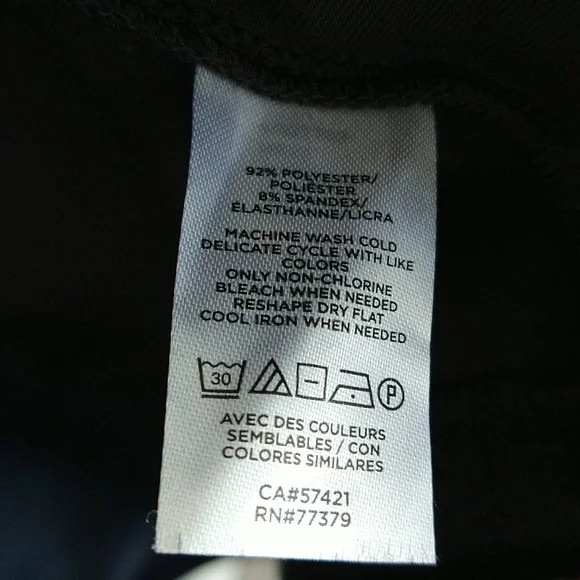 92% POLYESTER/
POLIÉSTER
8% SPANDEX/
ÉLASTHANNE/LICRA
MACHINE WASH COLD
DELICATE CYCLE WITH LIKE
COLORS
ONLY NON-CHLORINE
BLEACH WHEN NEEDED
RESHAPE DRY FLAT
COOL IRON WHEN NEEDED
30 P
AVEC DES COULEURS
SEMBLABLES / CON
COLORES SIMILARES
CA#57421
RN#77379